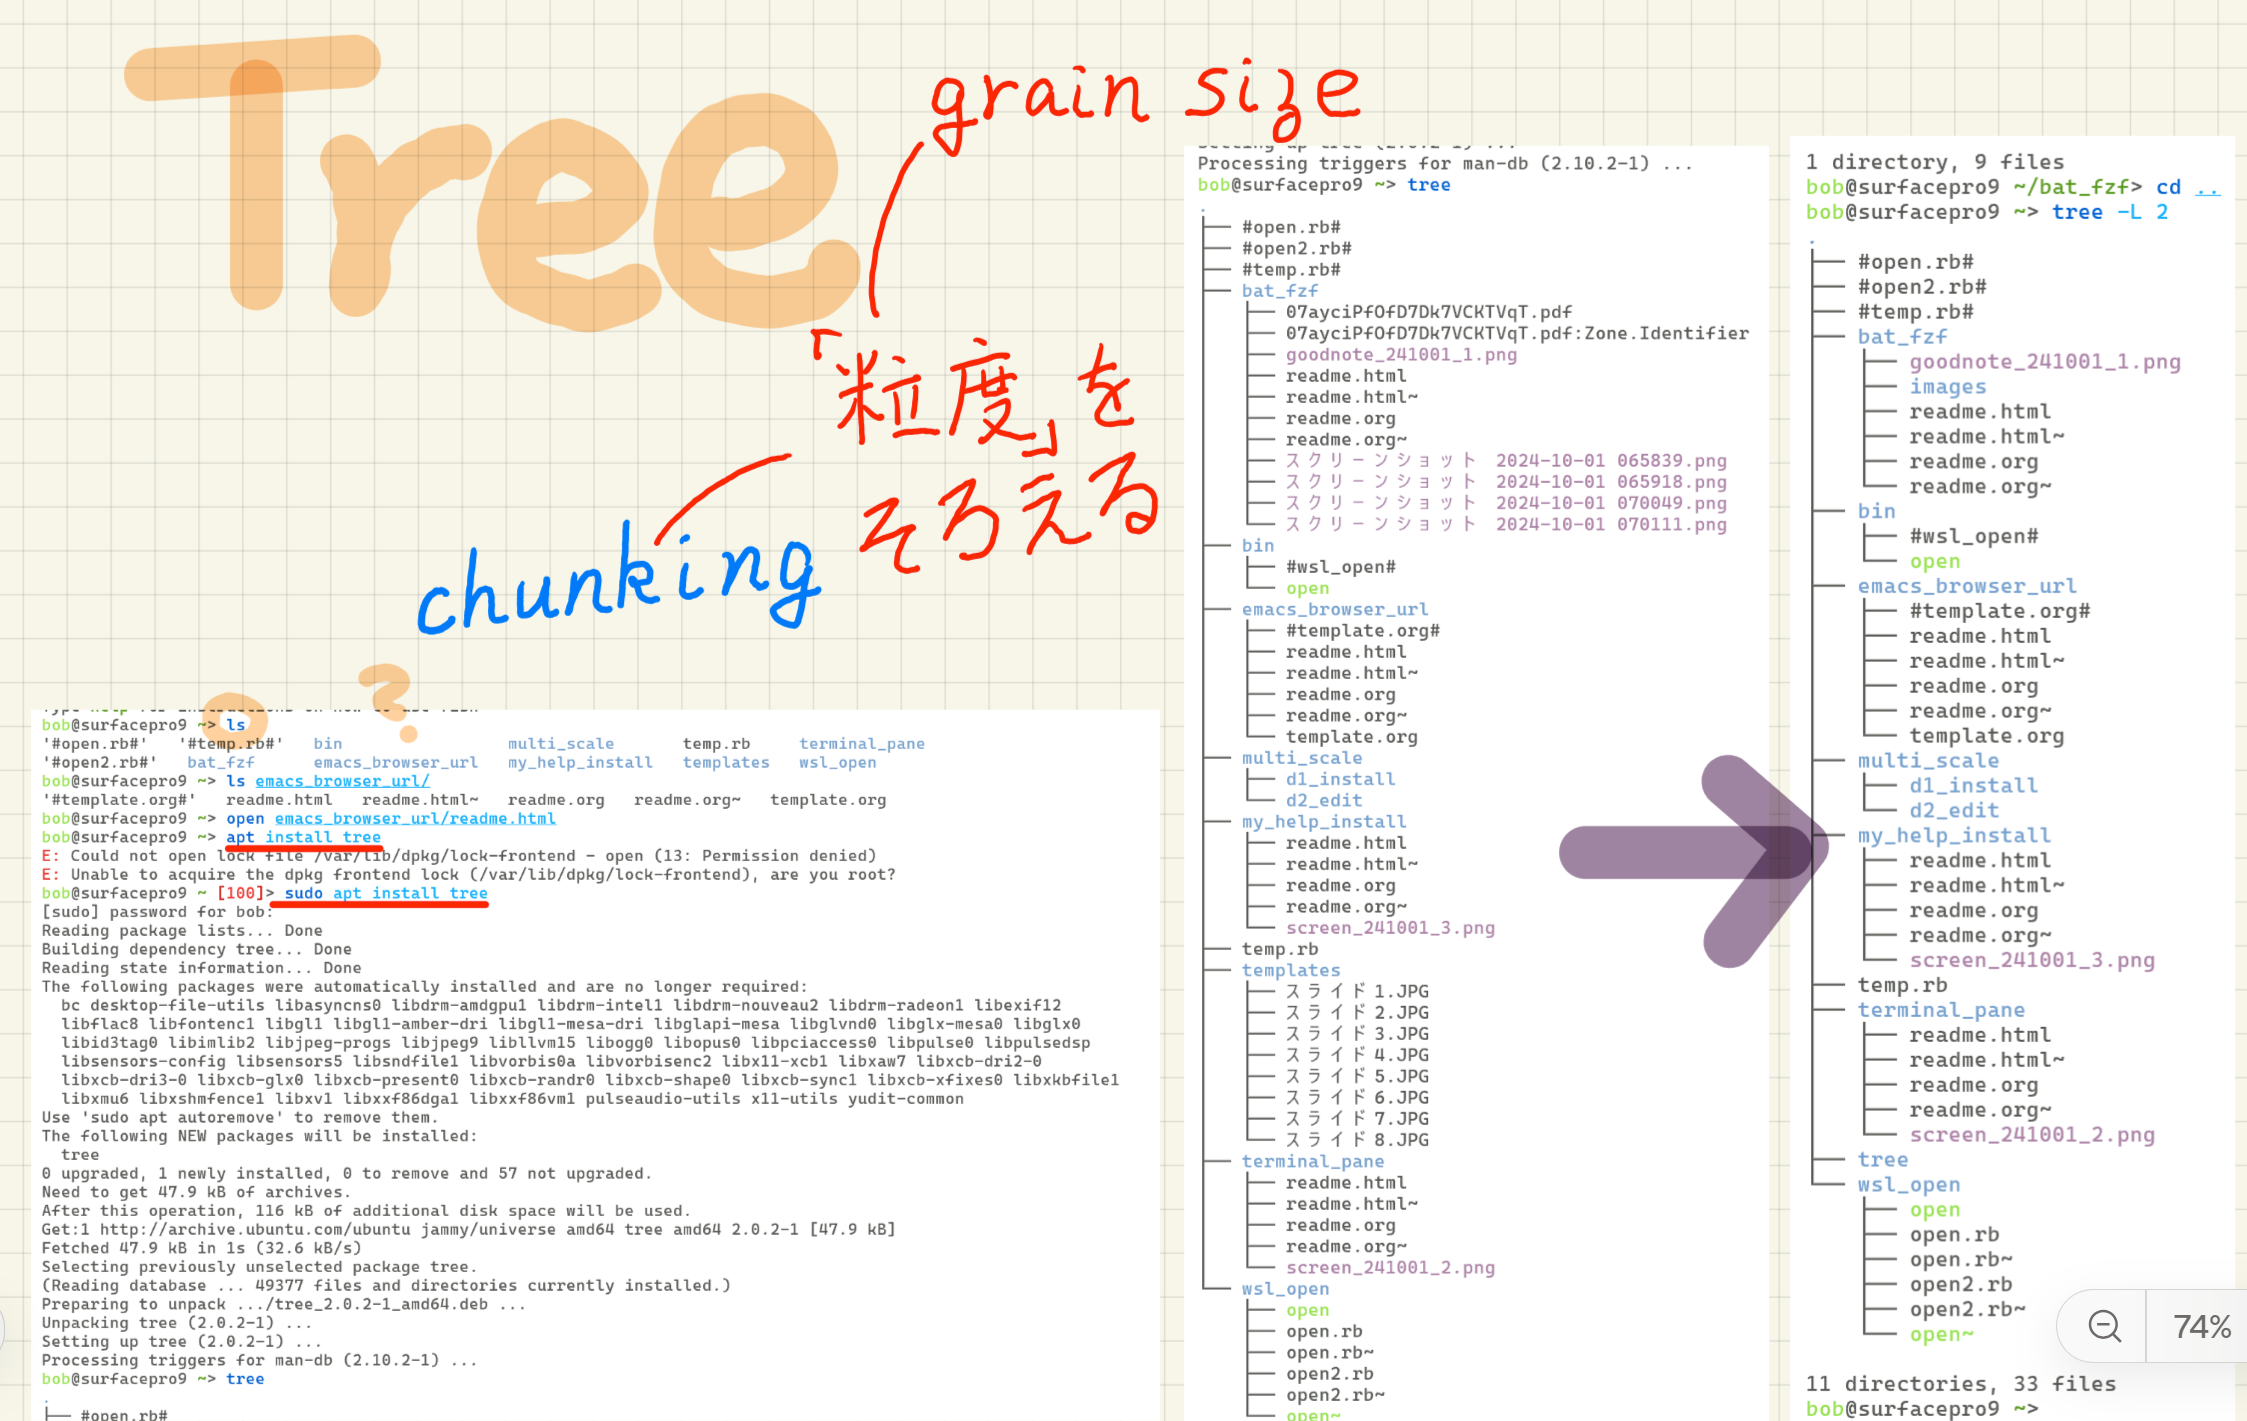 Tree
grain size
「粒度」を
そろえる
chunking
?
bob@surfacepro9 ~> ls
'#open.rb#' '#temp.rb#' bin multi_scale temp.rb terminal_pane
'#open2.rb#' bat_fzf emacs_browser_url my_help_install templates wsl_open
bob@surfacepro9 ~> ls emacs_browser_url/
'#template.org#' readme.html readme.html~ readme.org readme.org~ template.org
bob@surfacepro9 ~> open emacs_browser_url/readme.html
bob@surfacepro9 ~> apt install tree
E: Could not open lock file /var/lib/dpkg/lock-frontend - open (13: Permission denied)
E: Unable to acquire the dpkg frontend lock (/var/lib/dpkg/lock-frontend), are you root?
bob@surfacepro9 ~ [100]> sudo apt install tree
[sudo] password for bob:
Reading package lists... Done
Building dependency tree... Done
Reading state information... Done
The following packages were automatically installed and are no longer required:
bc desktop-file-utils libasyncns0 libdrm-amdgpu1 libdrm-intel1 libdrm-nouveau2 libdrm-radeon1 libexif12
libflac8 libfontenc1 libgl1 libgl1-amber-dri libgl1-mesa-dri libglapi-mesa libglvnd0 libglx-mesa0 libglx0
libid3tag0 libimlib2 libjpeg-progs libjpeg9 libllvm15 libogg0 libopus0 libpciaccess0 libpulse0 libpulsedsp
libsensors-config libsensors5 libsndfile1 libvorbis0a libvorbisenc2 libx11-xcb1 libxaw7 libxcb-dri2-0
libxcb-dri3-0 libxcb-glx0 libxcb-present0 libxcb-randr0 libxcb-shape0 libxcb-sync1 libxcb-xfixes0 libxkbfile1
libxmu6 libxshmfence1 libxv1 libxxf86dga1 libxxf86vm1 pulseaudio-utils x11-utils yudit-common
Use 'sudo apt autoremove' to remove them.
The following NEW packages will be installed:
tree
0 upgraded, 1 newly installed, 0 to remove and 57 not upgraded.
Need to get 47.9 kB of archives.
After this operation, 116 kB of additional disk space will be used.
Get:1 http://archive.ubuntu.com/ubuntu jammy/universe amd64 tree amd64 2.0.2-1 [47.9 kB]
Fetched 47.9 kB in 1s (32.6 kB/s)
Selecting previously unselected package tree.
(Reading database ... 49377 files and directories currently installed.)
Preparing to unpack .../tree_2.0.2-1_amd64.deb ...
Unpacking tree (2.0.2-1) ...
Setting up tree (2.0.2-1) ...
Processing triggers for man-db (2.10.2-1) ...
bob@surfacepro9 ~> tree
.
├── #open.rb#
Processing triggers for man-db (2.10.2-1) ...
bob@surfacepro9 ~> tree
.
├── #open.rb#
├── #open2.rb#
├── #temp.rb#
├── bat_fzf
│   ├── 07ayciPfOfD7Dk7VCKTVqT.pdf
│   ├── 07ayciPfOfD7Dk7VCKTVqT.pdf:Zone.Identifier
│   ├── goodnote_241001_1.png
│   ├── readme.html
│   ├── readme.html~
│   ├── readme.org
│   ├── readme.org~
│   ├── スクリーンショット 2024-10-01 065839.png
│   ├── スクリーンショット 2024-10-01 065918.png
│   ├── スクリーンショット 2024-10-01 070049.png
│   └── スクリーンショット 2024-10-01 070111.png
├── bin
│   ├── #wsl_open#
│   └── open
├── emacs_browser_url
│   ├── #template.org#
│   ├── readme.html
│   ├── readme.html~
│   ├── readme.org
│   ├── readme.org~
│   └── template.org
├── multi_scale
│   ├── d1_install
│   └── d2_edit
├── my_help_install
│   ├── readme.html
│   ├── readme.html~
│   ├── readme.org
│   ├── readme.org~
│   └── screen_241001_3.png
├── temp.rb
├── templates
│   ├── スライド1.JPG
│   ├── スライド2.JPG
│   ├── スライド3.JPG
│   ├── スライド4.JPG
│   ├── スライド5.JPG
│   ├── スライド6.JPG
│   ├── スライド7.JPG
│   └── スライド8.JPG
├── terminal_pane
│   ├── readme.html
│   ├── readme.html~
│   ├── readme.org
│   ├── readme.org~
│   └── screen_241001_2.png
└── wsl_open
    ├── open
    ├── open.rb
    ├── open.rb~
    ├── open2.rb
    ├── open2.rb~
    └── open~
1 directory, 9 files
bob@surfacepro9 ~/bat_fzf> cd ..
bob@surfacepro9 ~> tree -L 2
.
├── #open.rb#
├── #open2.rb#
├── #temp.rb#
├── bat_fzf
│   ├── goodnote_241001_1.png
│   ├── images
│   ├── readme.html
│   ├── readme.html~
│   ├── readme.org
│   └── readme.org~
├── bin
│   ├── #wsl_open#
│   └── open
├── emacs_browser_url
│   ├── #template.org#
│   ├── readme.html
│   ├── readme.html~
│   ├── readme.org
│   ├── readme.org~
│   └── template.org
├── multi_scale
│   ├── d1_install
│   └── d2_edit
├── my_help_install
│   ├── readme.html
│   ├── readme.html~
│   ├── readme.org
│   ├── readme.org~
│   └── screen_241001_3.png
├── temp.rb
├── terminal_pane
│   ├── readme.html
│   ├── readme.html~
│   ├── readme.org
│   ├── readme.org~
│   └── screen_241001_2.png
├── tree
└── wsl_open
    ├── open
    ├── open.rb
    ├── open.rb~
    ├── open2.rb
    ├── open2.rb~
    └── open~
11 directories, 33 files
bob@surfacepro9 ~>
74%